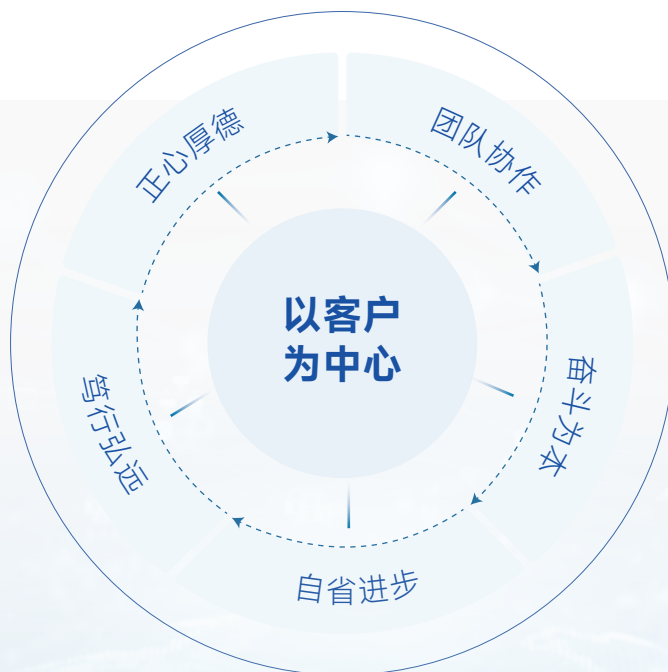 正心厚德
团队协作
以客户
为中心
奋斗为本
笃行弘远
自省进步